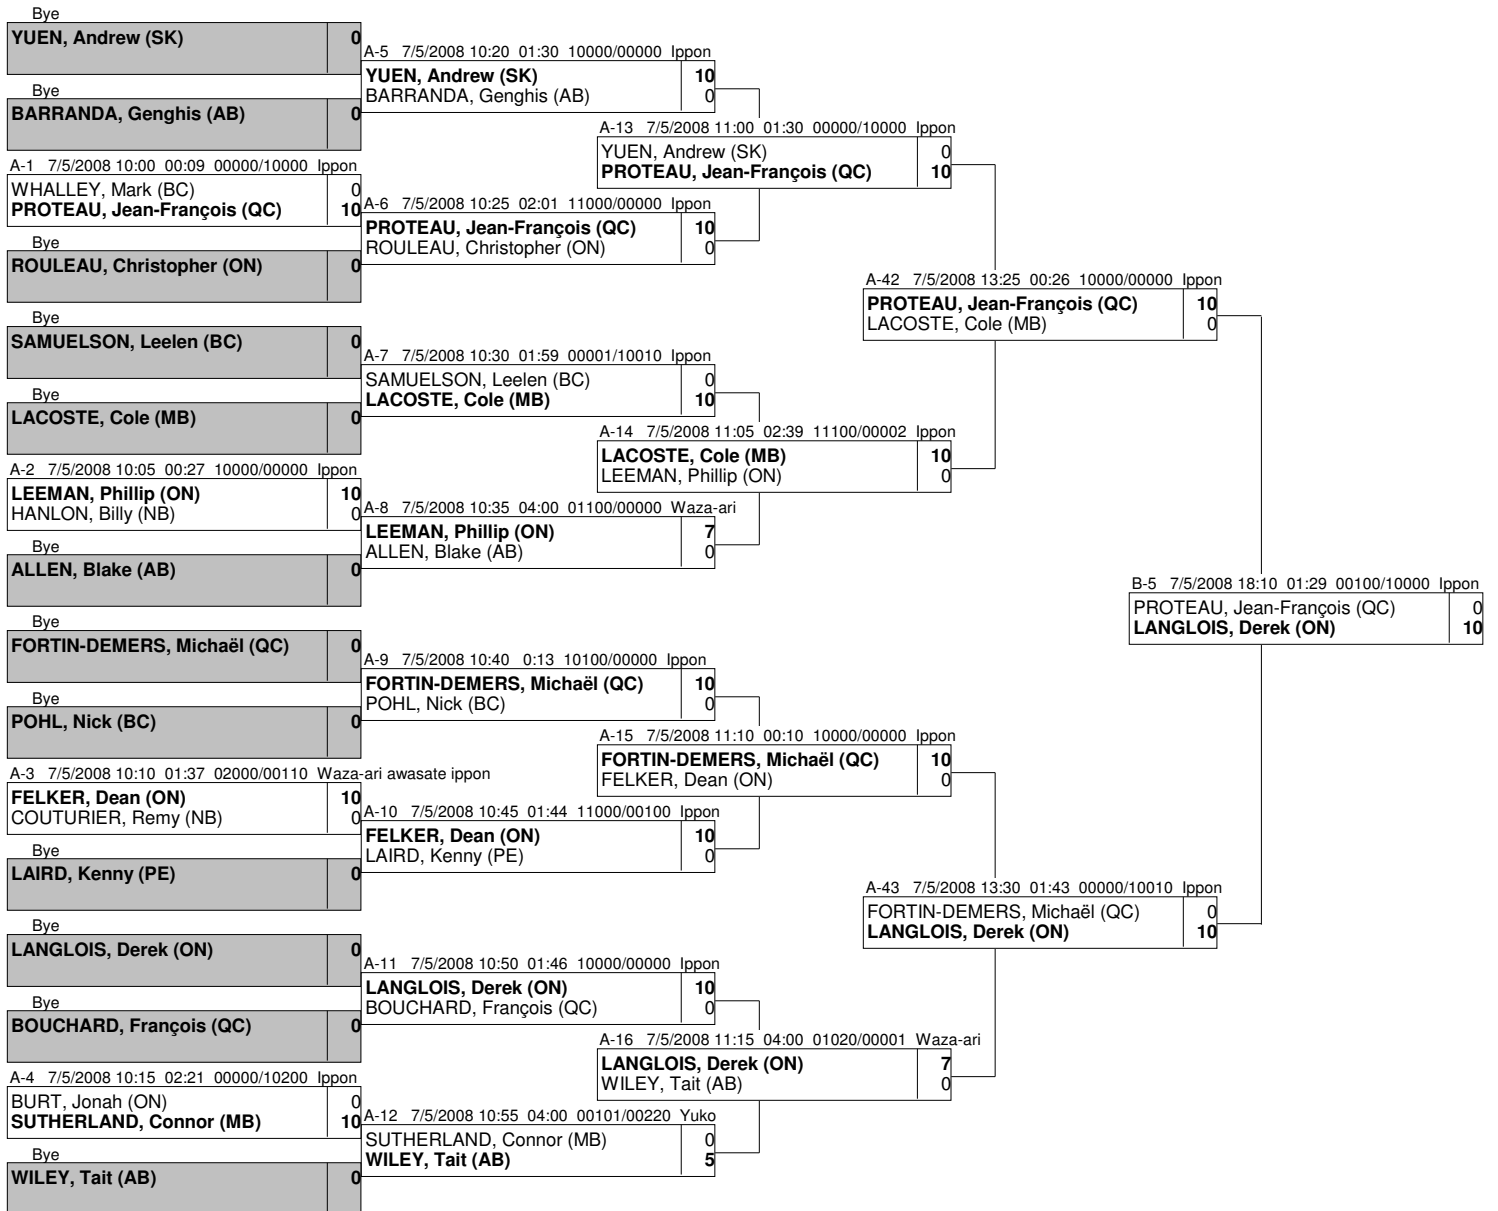 Bye
YUEN, Andrew (SK) 0
Bye
BARRANDA, Genghis (AB) 0
A-1 7/5/2008 10:00 00:09 00000/10000 Ippon
WHALLEY, Mark (BC) 0
PROTEAU, Jean-François (QC) 10
Bye
ROULEAU, Christopher (ON) 0
Bye
SAMUELSON, Leelen (BC) 0
Bye
LACOSTE, Cole (MB) 0
A-2 7/5/2008 10:05 00:27 10000/00000 Ippon
LEEMAN, Phillip (ON) 10
HANLON, Billy (NB) 0
Bye
ALLEN, Blake (AB) 0
Bye
FORTIN-DEMERS, Michaël (QC) 0
Bye
POHL, Nick (BC) 0
A-3 7/5/2008 10:10 01:37 02000/00110 Waza-ari awasate ippon
FELKER, Dean (ON) 10
COUTURIER, Remy (NB) 0
Bye
LAIRD, Kenny (PE) 0
Bye
LANGLOIS, Derek (ON) 0
Bye
BOUCHARD, François (QC) 0
A-4 7/5/2008 10:15 02:21 00000/10200 Ippon
BURT, Jonah (ON) 0
SUTHERLAND, Connor (MB) 10
Bye
WILEY, Tait (AB) 0
A-5 7/5/2008 10:20 01:30 10000/00000 Ippon
YUEN, Andrew (SK) 10
BARRANDA, Genghis (AB) 0
A-6 7/5/2008 10:25 02:01 11000/00000 Ippon
PROTEAU, Jean-François (QC) 10
ROULEAU, Christopher (ON) 0
A-7 7/5/2008 10:30 01:59 00001/10010 Ippon
SAMUELSON, Leelen (BC) 0
LACOSTE, Cole (MB) 10
A-8 7/5/2008 10:35 04:00 01100/00000 Waza-ari
LEEMAN, Phillip (ON) 7
ALLEN, Blake (AB) 0
A-9 7/5/2008 10:40 0:13 10100/00000 Ippon
FORTIN-DEMERS, Michaël (QC) 10
POHL, Nick (BC) 0
A-10 7/5/2008 10:45 01:44 11000/00100 Ippon
FELKER, Dean (ON) 10
LAIRD, Kenny (PE) 0
A-11 7/5/2008 10:50 01:46 10000/00000 Ippon
LANGLOIS, Derek (ON) 10
BOUCHARD, François (QC) 0
A-12 7/5/2008 10:55 04:00 00101/00220 Yuko
SUTHERLAND, Connor (MB) 0
WILEY, Tait (AB) 5
A-13 7/5/2008 11:00 01:30 00000/10000 Ippon
YUEN, Andrew (SK) 0
PROTEAU, Jean-François (QC) 10
A-14 7/5/2008 11:05 02:39 11100/00002 Ippon
LACOSTE, Cole (MB) 10
LEEMAN, Phillip (ON) 0
A-15 7/5/2008 11:10 00:10 10000/00000 Ippon
FORTIN-DEMERS, Michaël (QC) 10
FELKER, Dean (ON) 0
A-16 7/5/2008 11:15 04:00 01020/00001 Waza-ari
LANGLOIS, Derek (ON) 7
WILEY, Tait (AB) 0
A-42 7/5/2008 13:25 00:26 10000/00000 Ippon
PROTEAU, Jean-François (QC) 10
LACOSTE, Cole (MB) 0
A-43 7/5/2008 13:30 01:43 00000/10010 Ippon
FORTIN-DEMERS, Michaël (QC) 0
LANGLOIS, Derek (ON) 10
B-5 7/5/2008 18:10 01:29 00100/10000 Ippon
PROTEAU, Jean-François (QC) 0
LANGLOIS, Derek (ON) 10